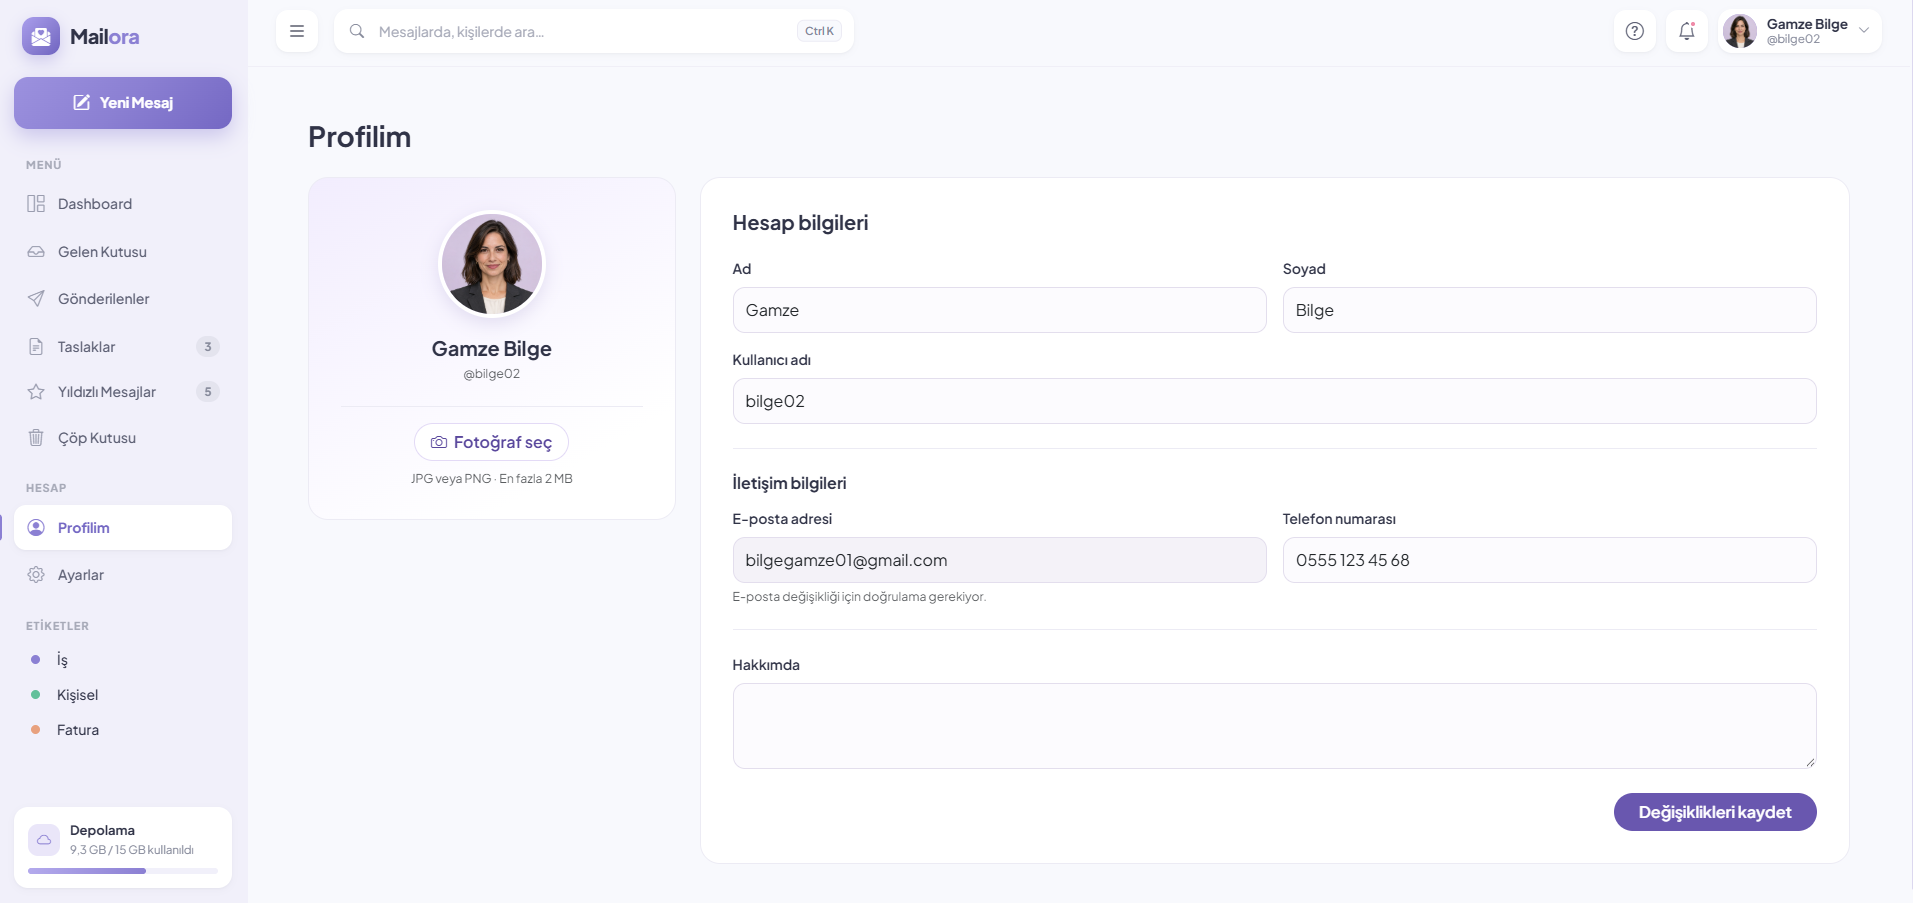 Mailora
Mesajlarda, kişilerde ara...
Ctrl K
Gamze Bilge
@bilge02
Yeni Mesaj
MENÜ
Dashboard
Gelen Kutusu
Gönderilenler
Taslaklar
3
Yıldızlı Mesajlar
5
Çöp Kutusu
HESAP
Profilim
Ayarlar
ETİKETLER
İş
Kişisel
Fatura
Depolama
9,3 GB / 15 GB kullanıldı
Profilim
Gamze Bilge
@bilge02
Fotoğraf seç
JPG veya PNG · En fazla 2 MB
Hesap bilgileri
Ad
Soyad
Gamze
Bilge
Kullanıcı adı
bilge02
İletişim bilgileri
E-posta adresi
Telefon numarası
bilgegamze01@gmail.com
0555 123 45 68
E-posta değişikliği için doğrulama gerekiyor.
Hakkımda
Değişiklikleri kaydet